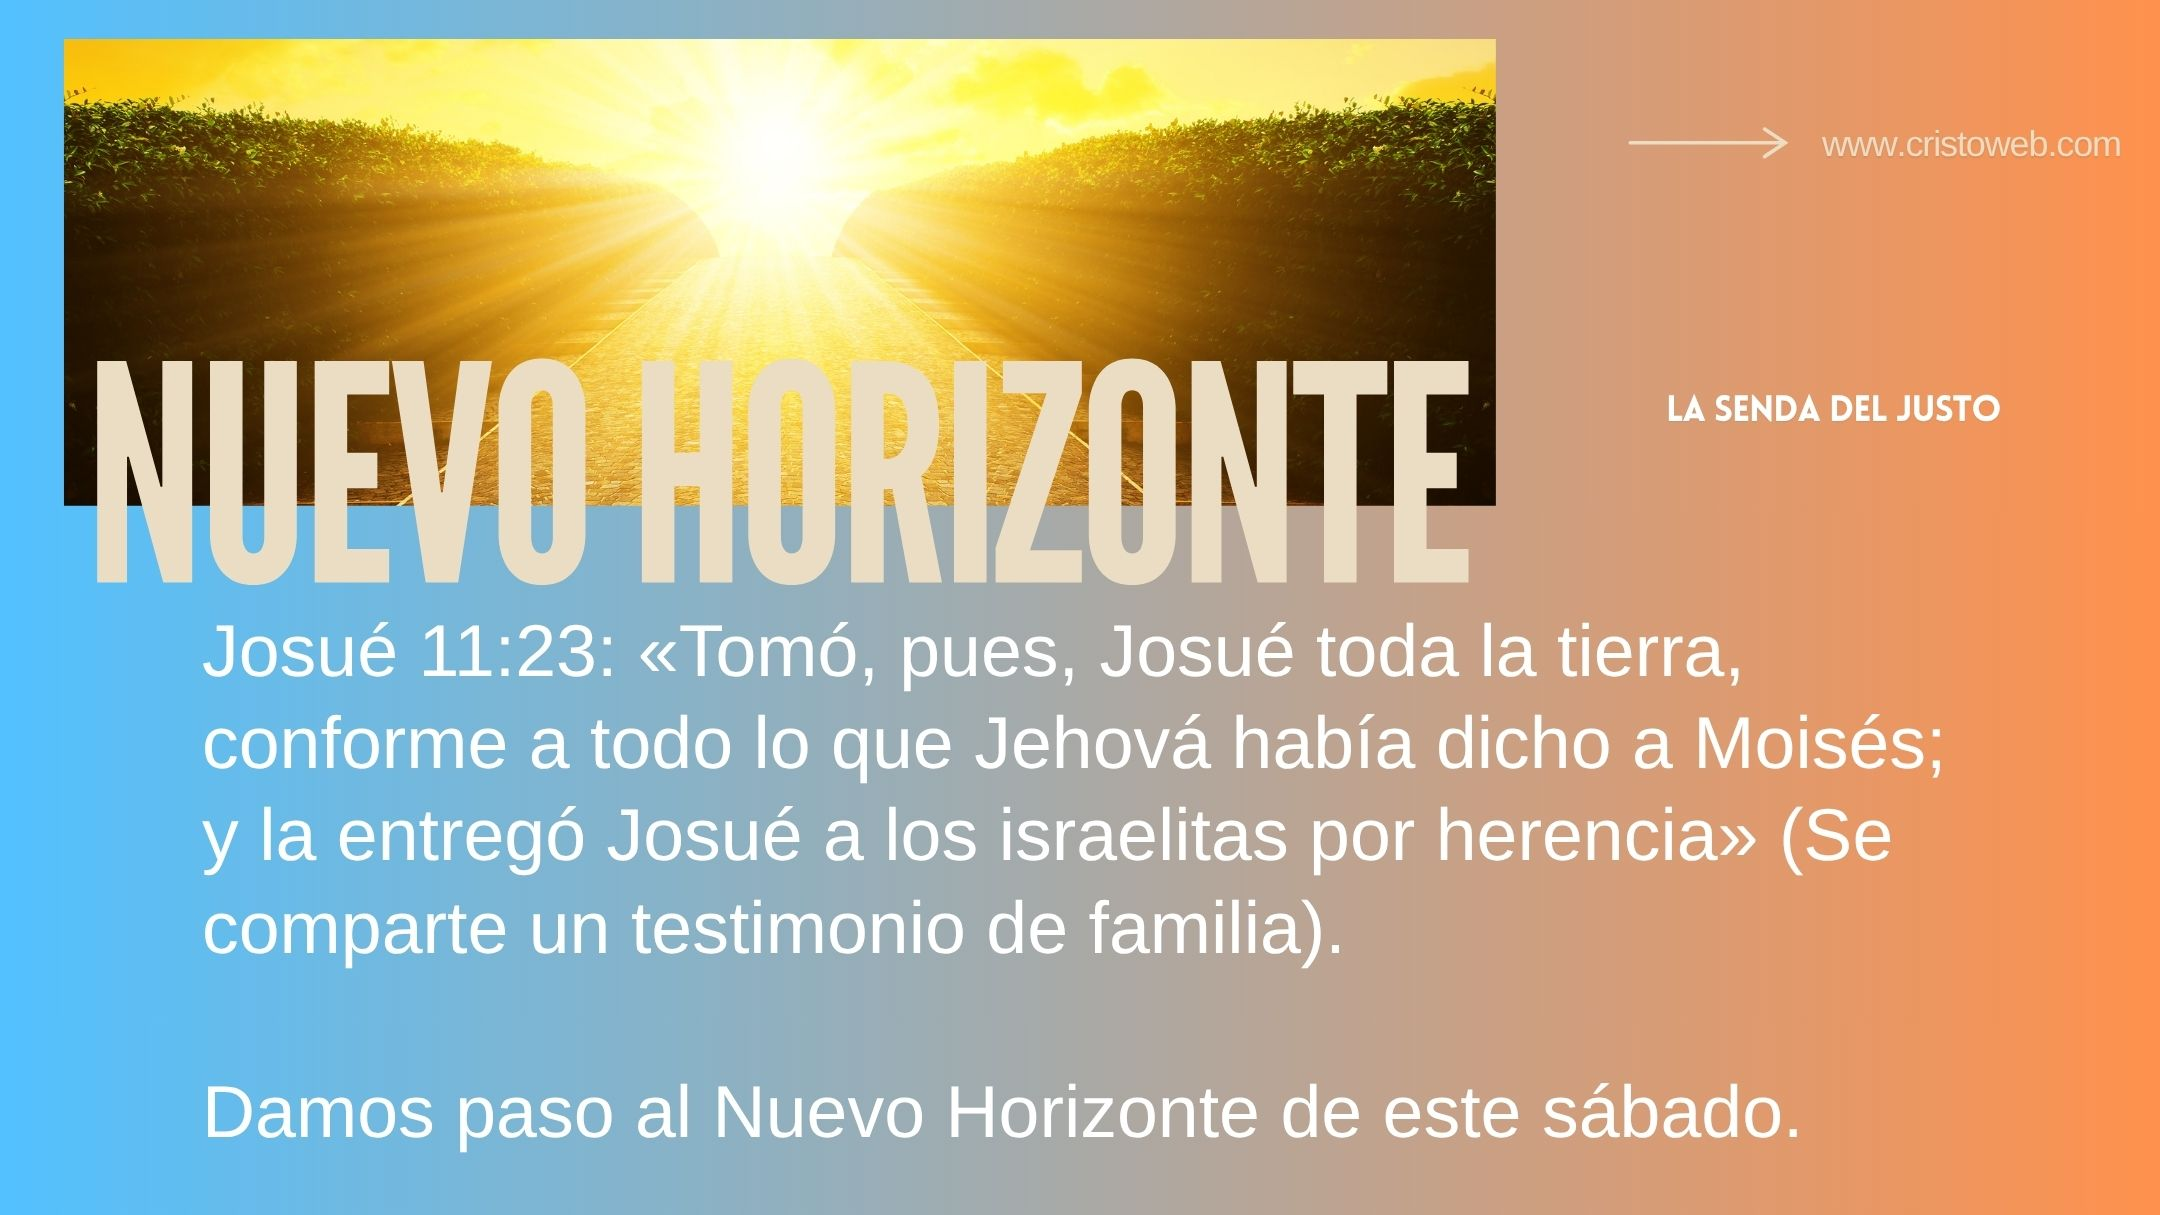 www.cristoweb.com
LA SENDA DEL JUSTO
NUEVO HORIZONTE
Josué 11:23: «Tomó, pues, Josué toda la tierra,
conforme a todo lo que Jehová había dicho a Moisés;
y la entregó Josué a los israelitas por herencia» (Se
comparte un testimonio de familia).
Damos paso al Nuevo Horizonte de este sábado.